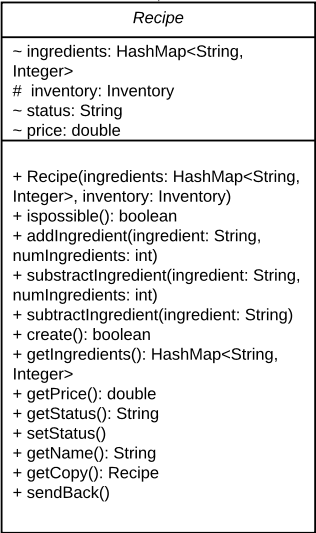 Recipe
~ ingredients: HashMap<String,
Integer>
#  inventory: Inventory
~ status: String
~ price: double
+ Recipe(ingredients: HashMap<String,
Integer>, inventory: Inventory)
+ ispossible(): boolean
+ addIngredient(ingredient: String,
numIngredients: int)
+ substractIngredient(ingredient: String,
numIngredients: int)
+ subtractIngredient(ingredient: String)
+ create(): boolean
+ getIngredients(): HashMap<String,
Integer>
+ getPrice(): double
+ getStatus(): String
+ setStatus()
+ getName(): String
+ getCopy(): Recipe
+ sendBack()